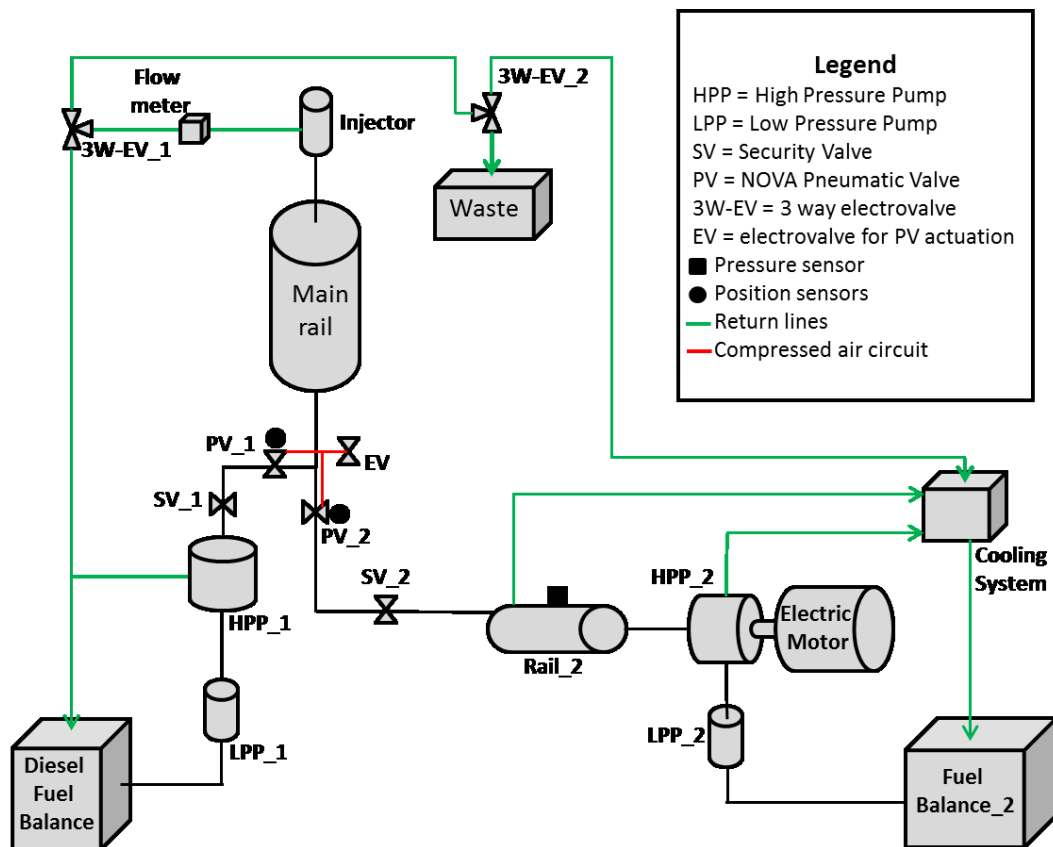 Flow
meter
3W-EV_1
Injector
3W-EV_2
Waste
Main
rail
PV_1
EV
SV_1
PV_2
HPP_1
LPP_1
Diesel
Fuel
Balance
SV_2
Rail_2
HPP_2
Electric
Motor
LPP_2
Cooling
System
Fuel
Balance_2
Legend
HPP = High Pressure Pump
LPP = Low Pressure Pump
SV = Security Valve
PV = NOVA Pneumatic Valve
3W-EV = 3 way electrovalve
EV = electrovalve for PV actuation
Pressure sensor
Position sensors
Return lines
Compressed air circuit